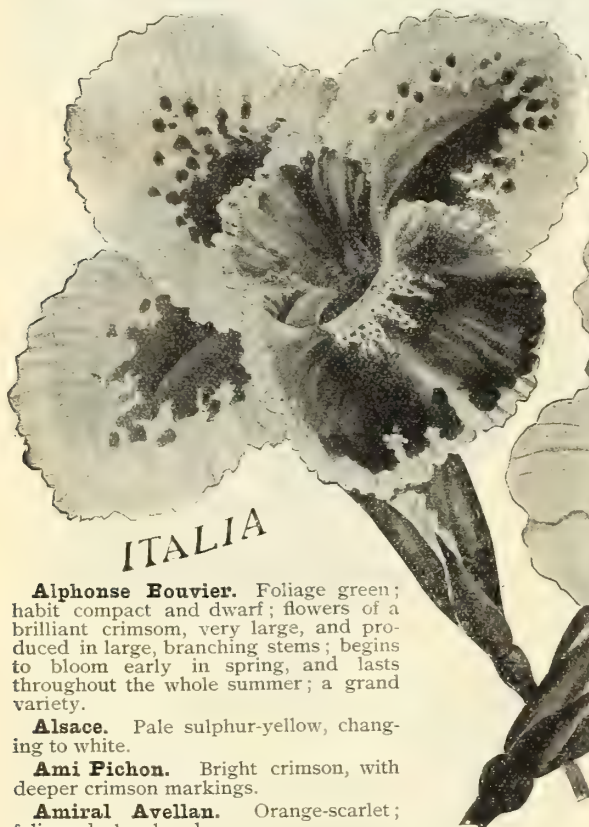 ITALIA
Alphonse Bouvier. Foliage green;
habit compact and dwarf; flowers of a
brilliant crimsom, very large, and pro-
duced in large, branching stems; begins
to bloom early in spring, and lasts
throughout the whole summer; a grand
variety.
Alsace. Pale sulphur-yellow, chang-
ing to white.
Ami Pichon. Bright crimson, with
deeper crimson markings.
Amiral Avellan. Orange-scarlet;